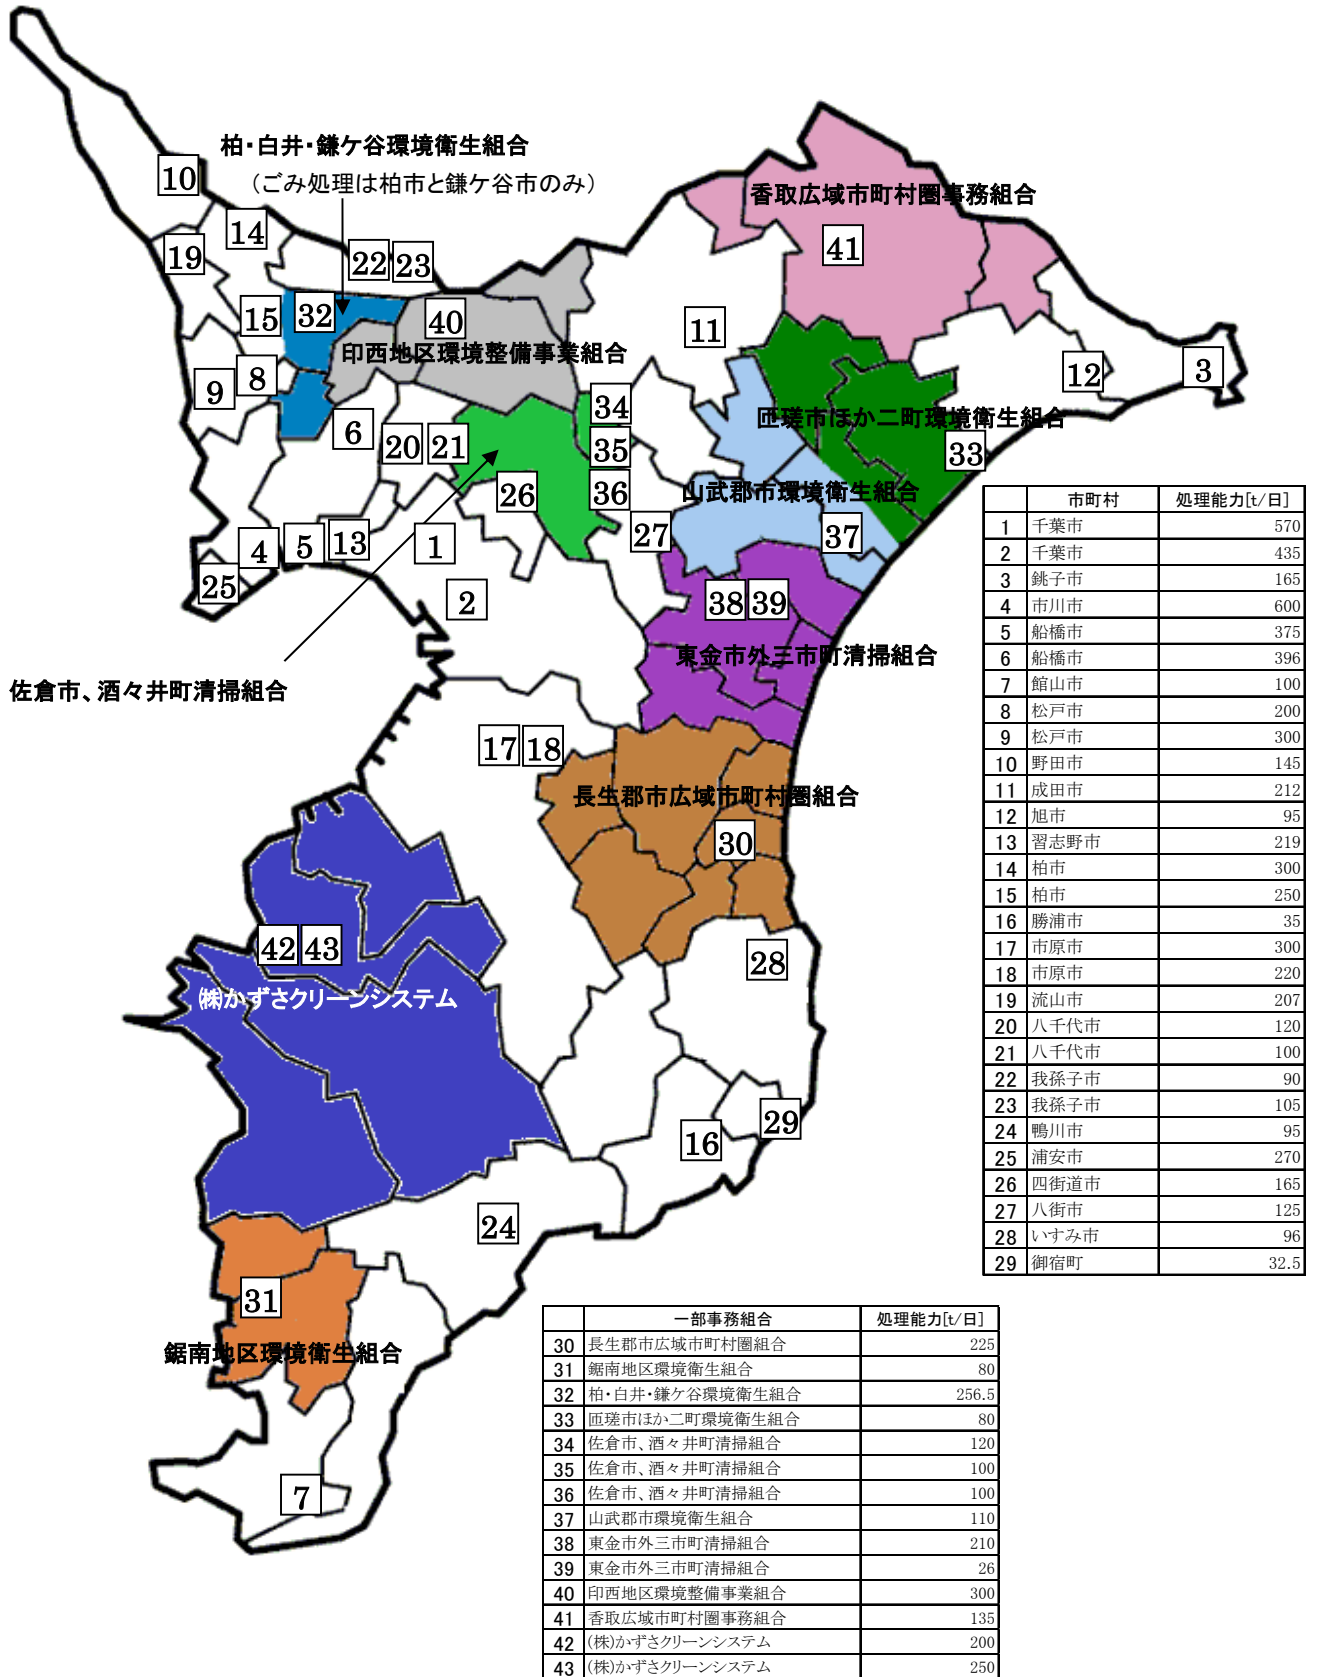 柏・白井・鎌ケ谷環境衛生組合
（ごみ処理は柏市と鎌ケ谷市のみ）
10
香取広域市町村圏事務組合
14
19
22
23
41
15
32
40
11
印西地区環境整備事業組合
9
8
12
3
34
匝瑳市ほか二町環境衛生組合
6
20
21
35
33
26
36
山武郡市環境衛生組合
4
5
13
1
27
37
25
2
38
39
佐倉市、酒々井町清掃組合
東金市外三市町清掃組合
17
18
長生郡市広域市町村圏組合
30
42
43
28
㈱かずさクリーンシステム
16
29
24
31
鋸南地区環境衛生組合
7
市町村 処理能力[t/日]
1 千葉市 570
2 千葉市 435
3 銚子市 165
4 市川市 600
5 船橋市 375
6 船橋市 396
7 館山市 100
8 松戸市 200
9 松戸市 300
10 野田市 145
11 成田市 212
12 旭市 95
13 習志野市 219
14 柏市 300
15 柏市 250
16 勝浦市 35
17 市原市 300
18 市原市 220
19 流山市 207
20 八千代市 120
21 八千代市 100
22 我孫子市 90
23 我孫子市 105
24 鴨川市 95
25 浦安市 270
26 四街道市 165
27 八街市 125
28 いすみ市 96
29 御宿町 32.5
一部事務組合 処理能力[t/日]
30 長生郡市広域市町村圏組合 225
31 鋸南地区環境衛生組合 80
32 柏・白井・鎌ケ谷環境衛生組合 256.5
33 匝瑳市ほか二町環境衛生組合 80
34 佐倉市、酒々井町清掃組合 120
35 佐倉市、酒々井町清掃組合 100
36 佐倉市、酒々井町清掃組合 100
37 山武郡市環境衛生組合 110
38 東金市外三市町清掃組合 210
39 東金市外三市町清掃組合 26
40 印西地区環境整備事業組合 300
41 香取広域市町村圏事務組合 135
42 (株)かずさクリーンシステム 200
43 (株)かずさクリーンシステム 250